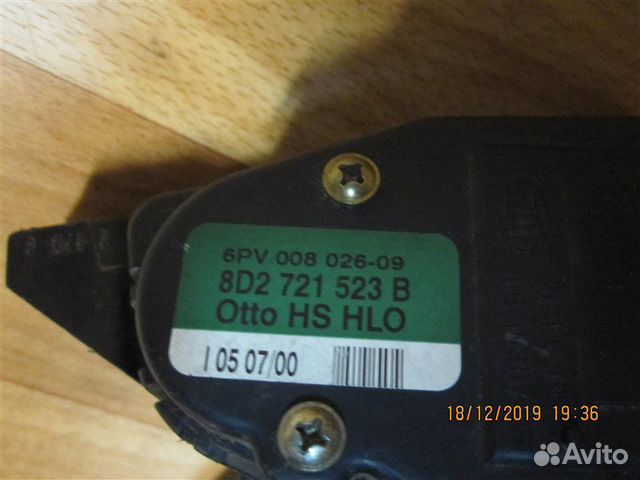 6PV 008 026-09
8D2 721 523 B
Otto HS HLO
I 05 07/00
18/12/2019 19:36
Avito